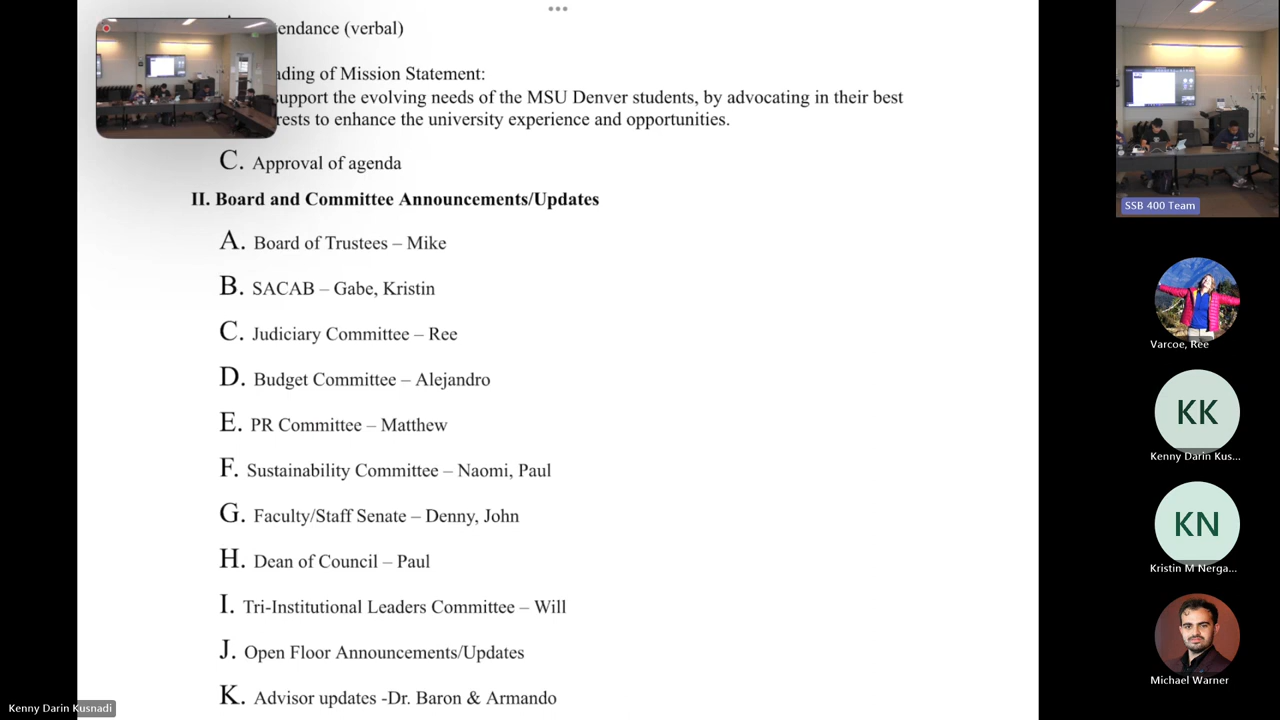 endance (verbal)
ading of Mission Statement:
support the evolving needs of the MSU Denver students, by advocating in their best
rests to enhance the university experience and opportunities.
C. Approval of agenda
II. Board and Committee Announcements/Updates
A. Board of Trustees – Mike
B. SACAB – Gabe, Kristin
C. Judiciary Committee – Ree
D. Budget Committee – Alejandro
E. PR Committee – Matthew
F. Sustainability Committee – Naomi, Paul
G. Faculty/Staff Senate – Denny, John
H. Dean of Council – Paul
I. Tri-Institutional Leaders Committee – Will
J. Open Floor Announcements/Updates
K. Advisor updates -Dr. Baron & Armando
Kenny Darin Kusnadi
SSB 400 Team
Varcoe, Ree
KK
Kenny Darin Kus...
KN
Kristin M Nerga...
Michael Warner